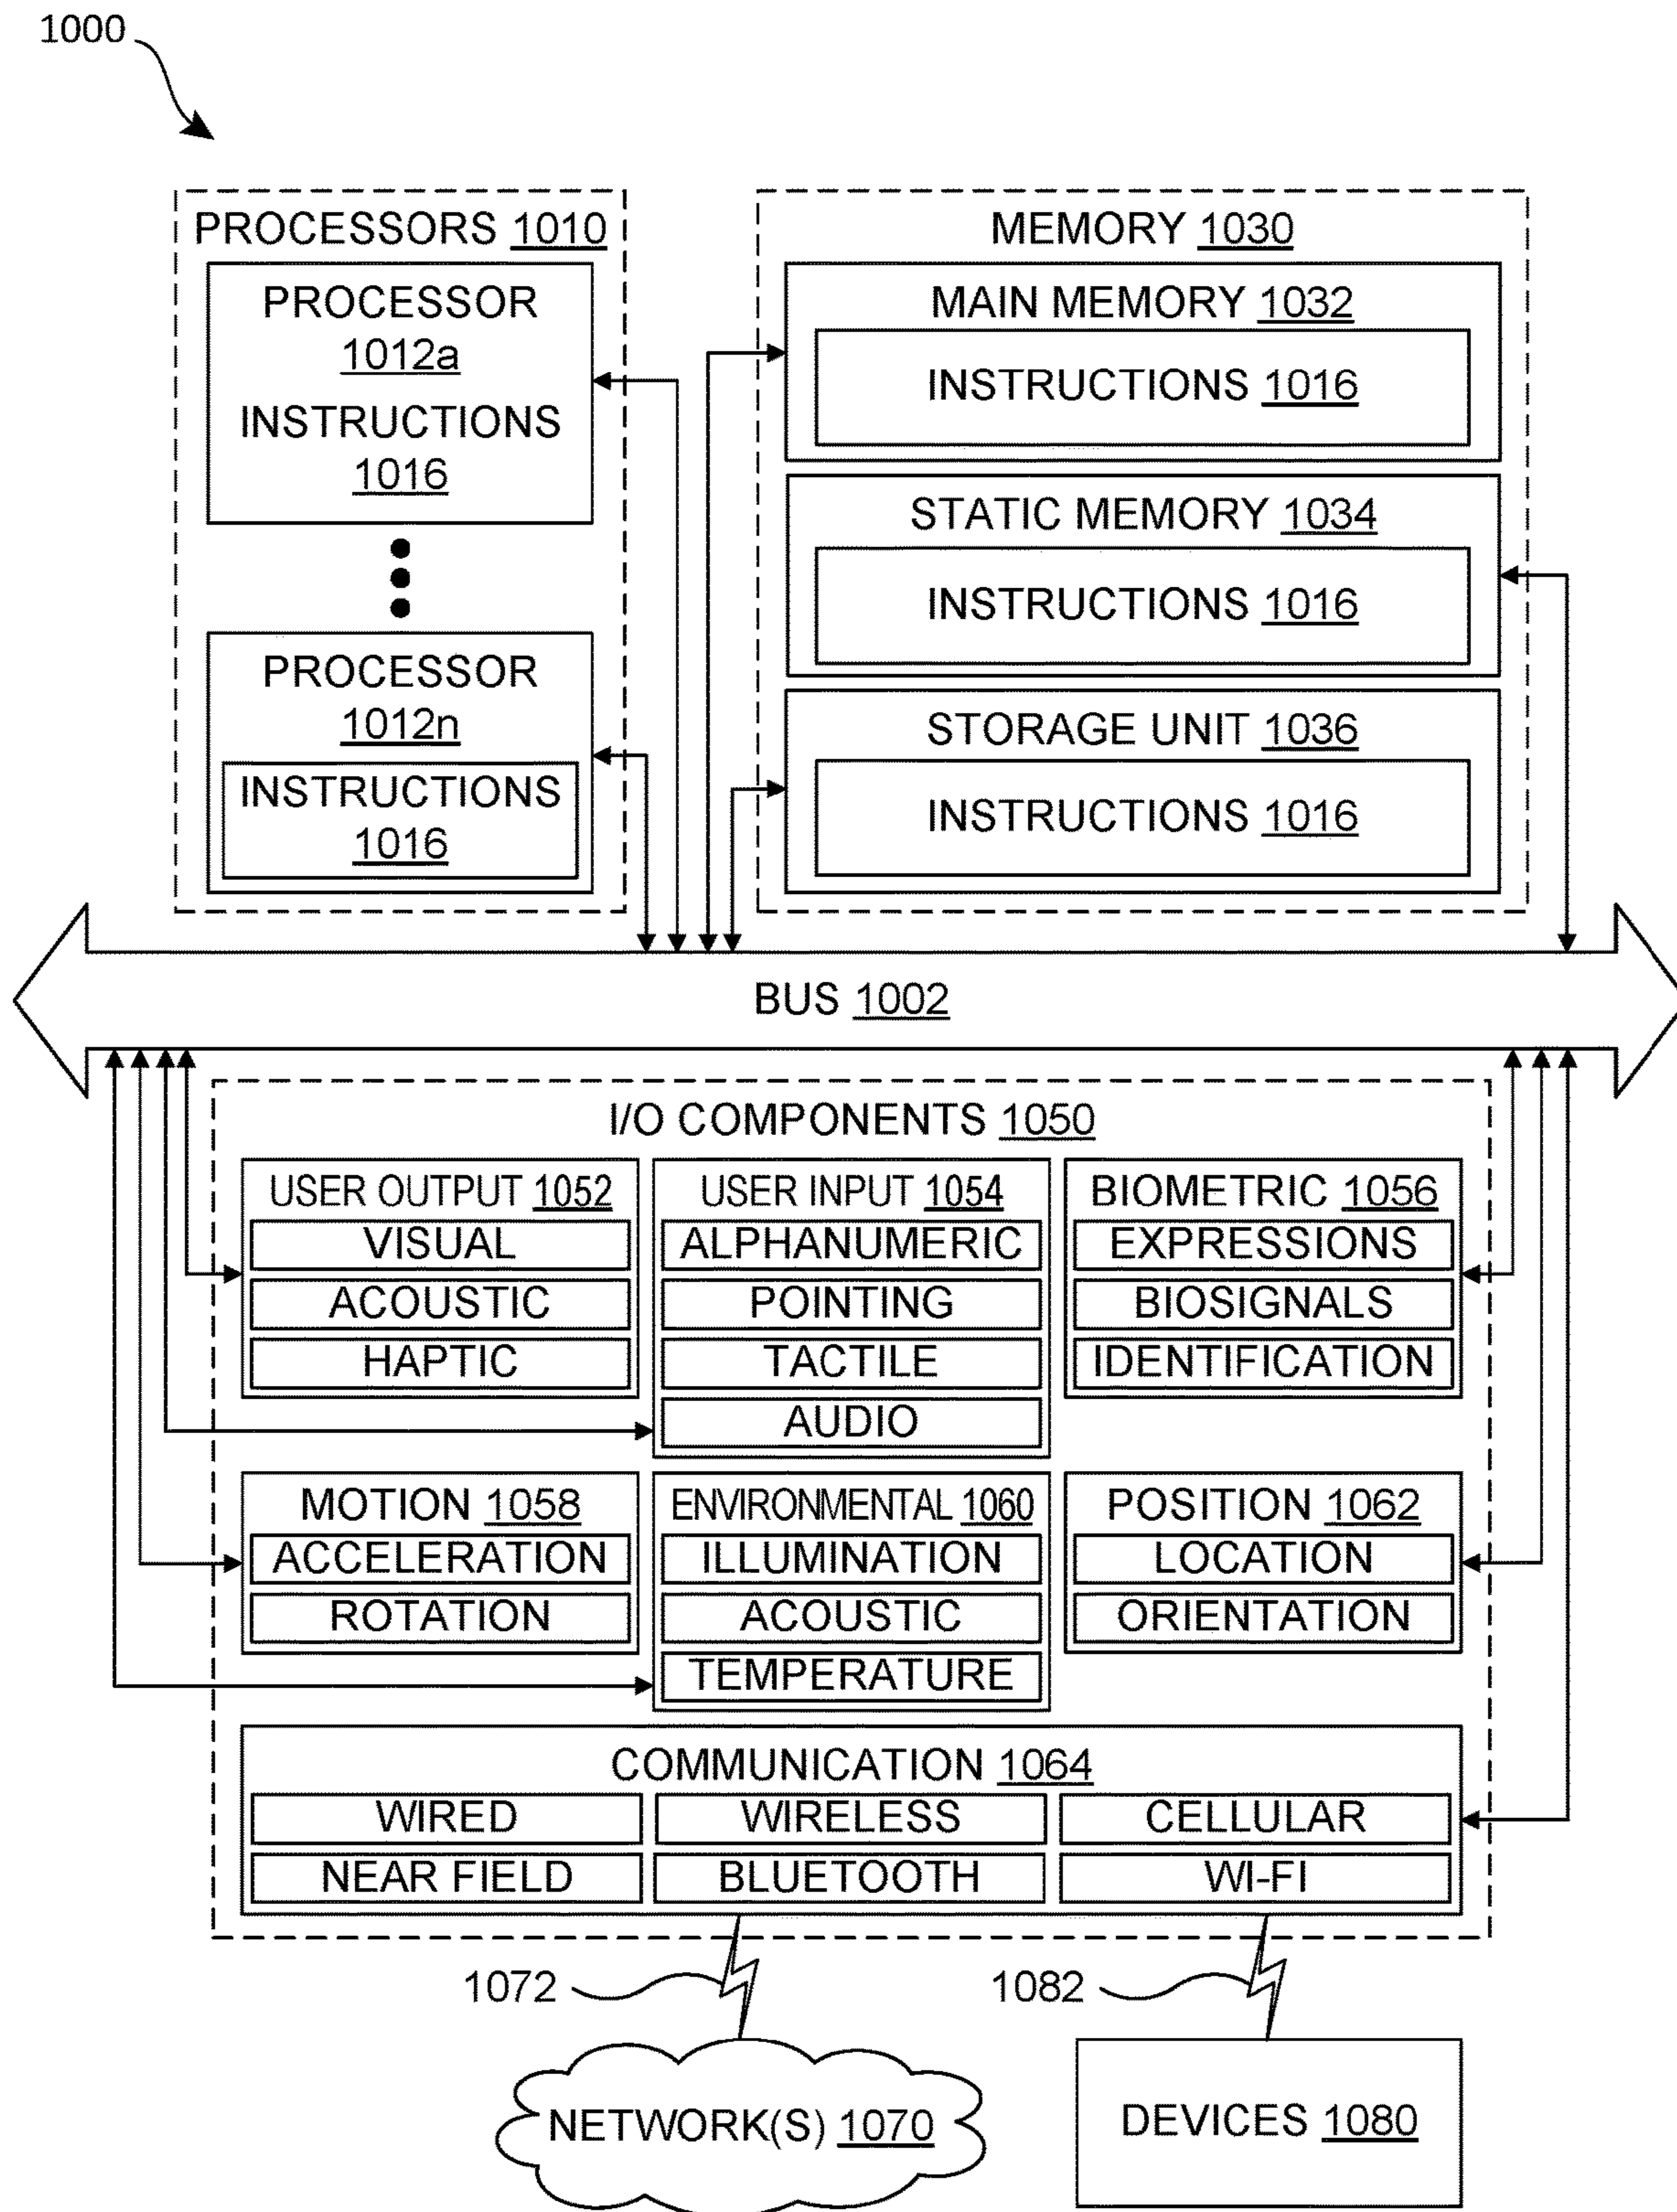 1000
PROCESSORS 1010
PROCESSOR
1012a
INSTRUCTIONS
1016
PROCESSOR
1012n
INSTRUCTIONS
1016
MEMORY 1030
MAIN MEMORY 1032
INSTRUCTIONS 1016
STATIC MEMORY 1034
INSTRUCTIONS 1016
STORAGE UNIT 1036
INSTRUCTIONS 1016
BUS 1002
I/O COMPONENTS 1050
USER OUTPUT 1052
VISUAL
ACOUSTIC
HAPTIC
USER INPUT 1054
ALPHANUMERIC
POINTING
TACTILE
AUDIO
BIOMETRIC 1056
EXPRESSIONS
BIOSIGNALS
IDENTIFICATION
MOTION 1058
ACCELERATION
ROTATION
ENVIRONMENTAL 1060
ILLUMINATION
ACOUSTIC
TEMPERATURE
POSITION 1062
LOCATION
ORIENTATION
COMMUNICATION 1064
WIRED
WIRELESS
CELLULAR
NEAR FIELD
BLUETOOTH
WI-FI
1072
1082
NETWORK(S) 1070
DEVICES 1080